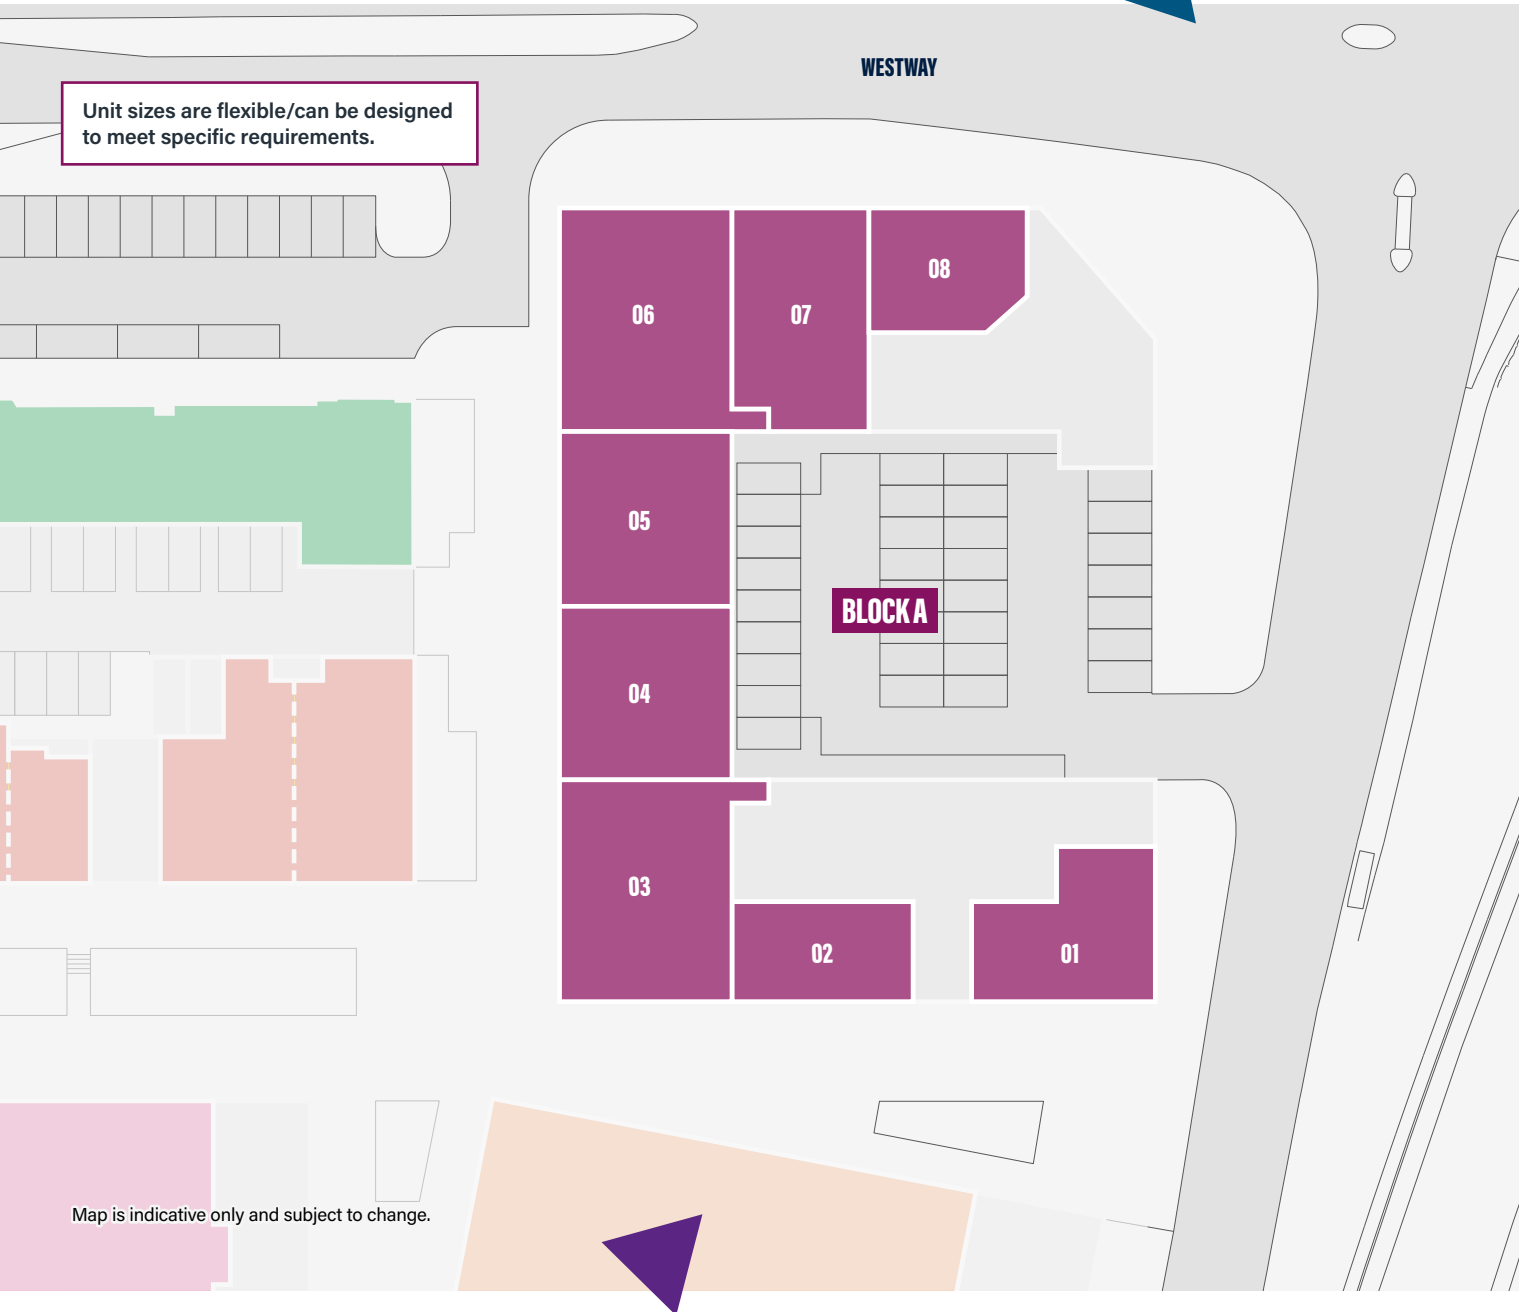 WESTWAY
Unit sizes are flexible/can be designed
to meet specific requirements.
06
07
08
05
BLOCK A
04
03
02
01
Map is indicative only and subject to change.